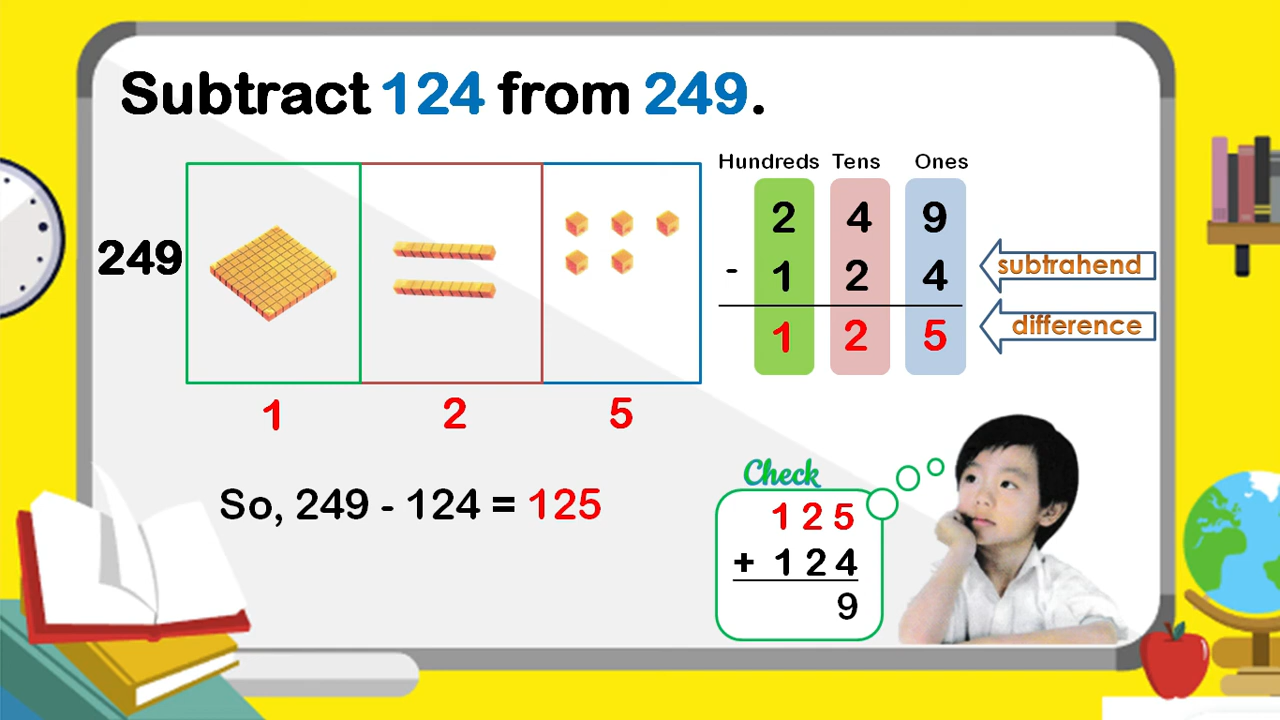 Subtract 124 from 249.
249
1 2 5
So, 249 - 124 = 125
Hundreds Tens Ones
2 4 9
- 1 2 4
1 2 5
subtrahend
difference
Check
1 2 5
+ 1 2 4
9